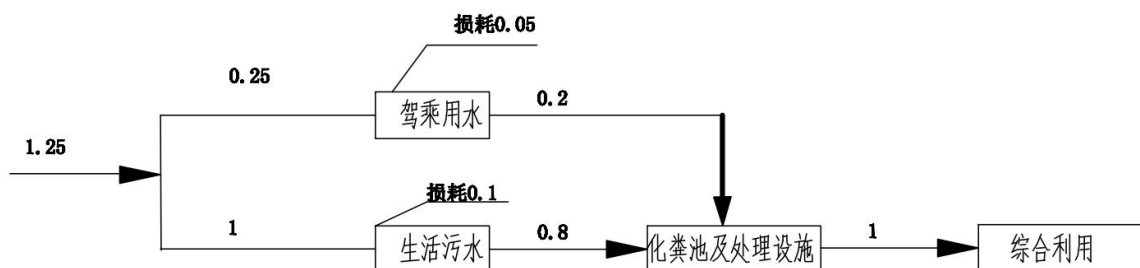 损耗0.05
0.25
驾乘用水
0.2
1.25
损耗0.1
1
生活污水
0.8
化粪池及处理设施
1
综合利用